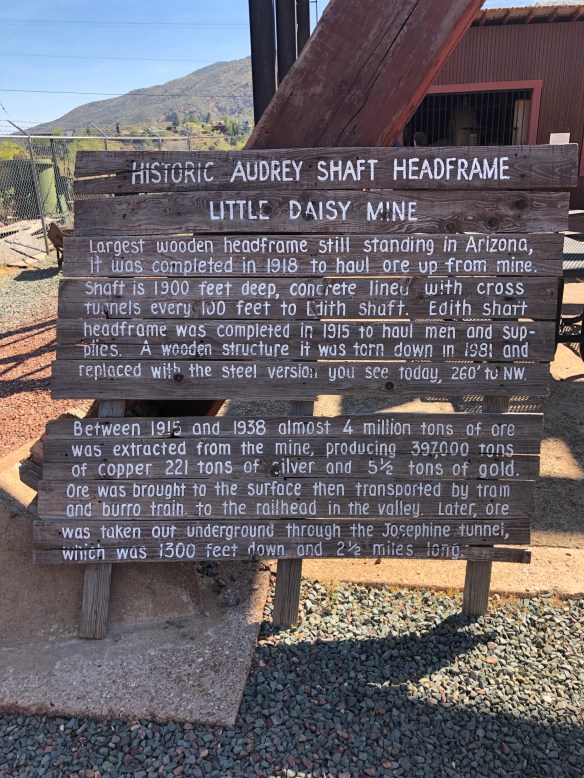 HISTORIC AUDREY SHAFT HEADFRAME
LITTLE DAISY MINE
Largest wooden headframe still standing in Arizona,
it was completed in 1918 to haul ore up from mine.
Shaft is 1900 feet deep, concrete lined with cross
tunnels every 100 feet to Edith shaft. Edith shaft
headframe was completed in 1915 to haul men and sup-
plies. A wooden structure it was torn down in 1981 and
replaced with the steel version you see today, 260' to NW.
Between 1915 and 1938 almost 4 million tons of ore
was extracted from the mine, producing 397,000 tons
of copper 221 tons of silver and 5½ tons of gold.
Ore was brought to the surface then transported by tram
and burro train. to the railhead in the valley. Later, ore
was taken out underground through the Josephine tunnel,
which was 1300 feet down and 2½ miles long.